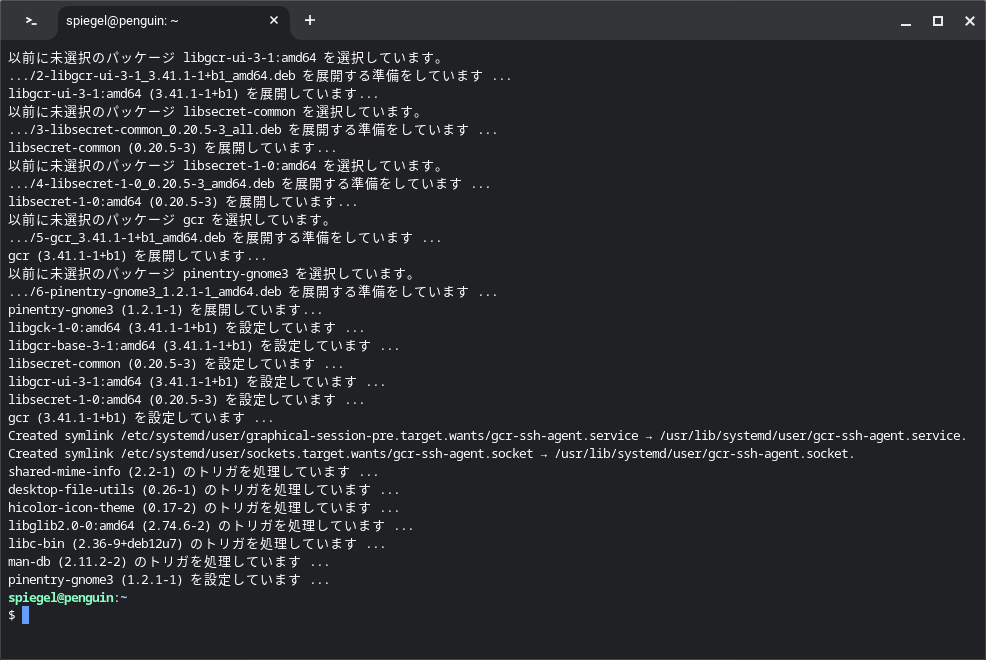 spiegel@penguin: ~
以前に未選択のパッケージ libgcr-ui-3-1:amd64 を選択しています。
.../2-libgcr-ui-3-1_3.41.1-1+b1_amd64.deb を展開する準備をしています ...
libgcr-ui-3-1:amd64 (3.41.1-1+b1) を展開しています...
以前に未選択のパッケージ libsecret-common を選択しています。
.../3-libsecret-common_0.20.5-3_all.deb を展開する準備をしています ...
libsecret-common (0.20.5-3) を展開しています...
以前に未選択のパッケージ libsecret-1-0:amd64 を選択しています。
.../4-libsecret-1-0_0.20.5-3_amd64.deb を展開する準備をしています ...
libsecret-1-0:amd64 (0.20.5-3) を展開しています...
以前に未選択のパッケージ gcr を選択しています。
.../5-gcr_3.41.1-1+b1_amd64.deb を展開する準備をしています ...
gcr (3.41.1-1+b1) を展開しています...
以前に未選択のパッケージ pinentry-gnome3 を選択しています。
.../6-pinentry-gnome3_1.2.1-1_amd64.deb を展開する準備をしています ...
pinentry-gnome3 (1.2.1-1) を展開しています...
libgck-1-0:amd64 (3.41.1-1+b1) を設定しています ...
libgcr-base-3-1:amd64 (3.41.1-1+b1) を設定しています ...
libsecret-common (0.20.5-3) を設定しています ...
libgcr-ui-3-1:amd64 (3.41.1-1+b1) を設定しています ...
libsecret-1-0:amd64 (0.20.5-3) を設定しています ...
gcr (3.41.1-1+b1) を設定しています ...
Created symlink /etc/systemd/user/graphical-session-pre.target.wants/gcr-ssh-agent.service → /usr/lib/systemd/user/gcr-ssh-agent.service.
Created symlink /etc/systemd/user/sockets.target.wants/gcr-ssh-agent.socket → /usr/lib/systemd/user/gcr-ssh-agent.socket.
shared-mime-info (2.2-1) のトリガを処理しています ...
desktop-file-utils (0.26-1) のトリガを処理しています ...
hicolor-icon-theme (0.17-2) のトリガを処理しています ...
libglib2.0-0:amd64 (2.74.6-2) のトリガを処理しています ...
libc-bin (2.36-9+deb12u7) のトリガを処理しています ...
man-db (2.11.2-2) のトリガを処理しています ...
pinentry-gnome3 (1.2.1-1) を設定しています ...
spiegel@penguin:~
$